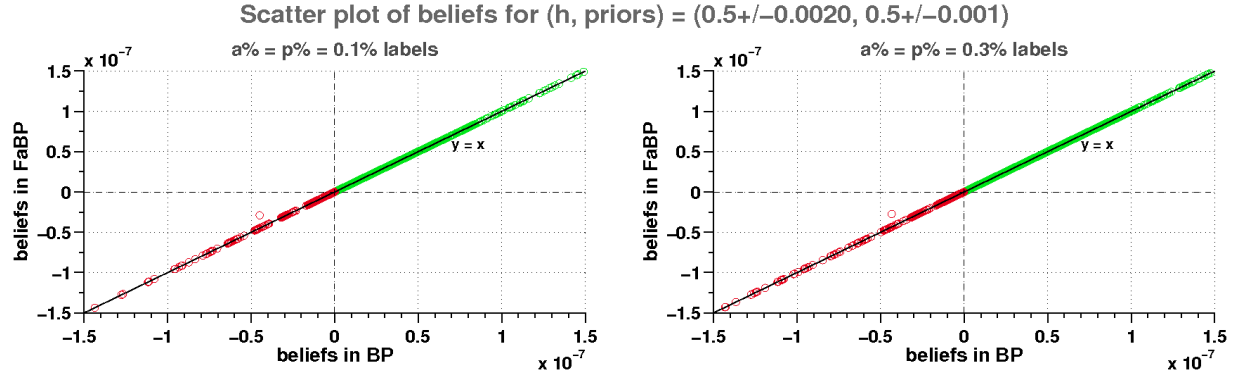 Scatter plot of beliefs for (h, priors) = (0.5+/−0.0020, 0.5+/−0.001)
a% = p% = 0.1% labels
x 10⁻⁷
1.5
1
0.5
0
−0.5
−1
−1.5
beliefs in FaBP
y = x
−1.5 −1 −0.5 0 0.5 1 1.5
beliefs in BP
x 10⁻⁷
a% = p% = 0.3% labels
x 10⁻⁷
1.5
1
0.5
0
−0.5
−1
−1.5
beliefs in FaBP
y = x
−1.5 −1 −0.5 0 0.5 1 1.5
beliefs in BP
x 10⁻⁷